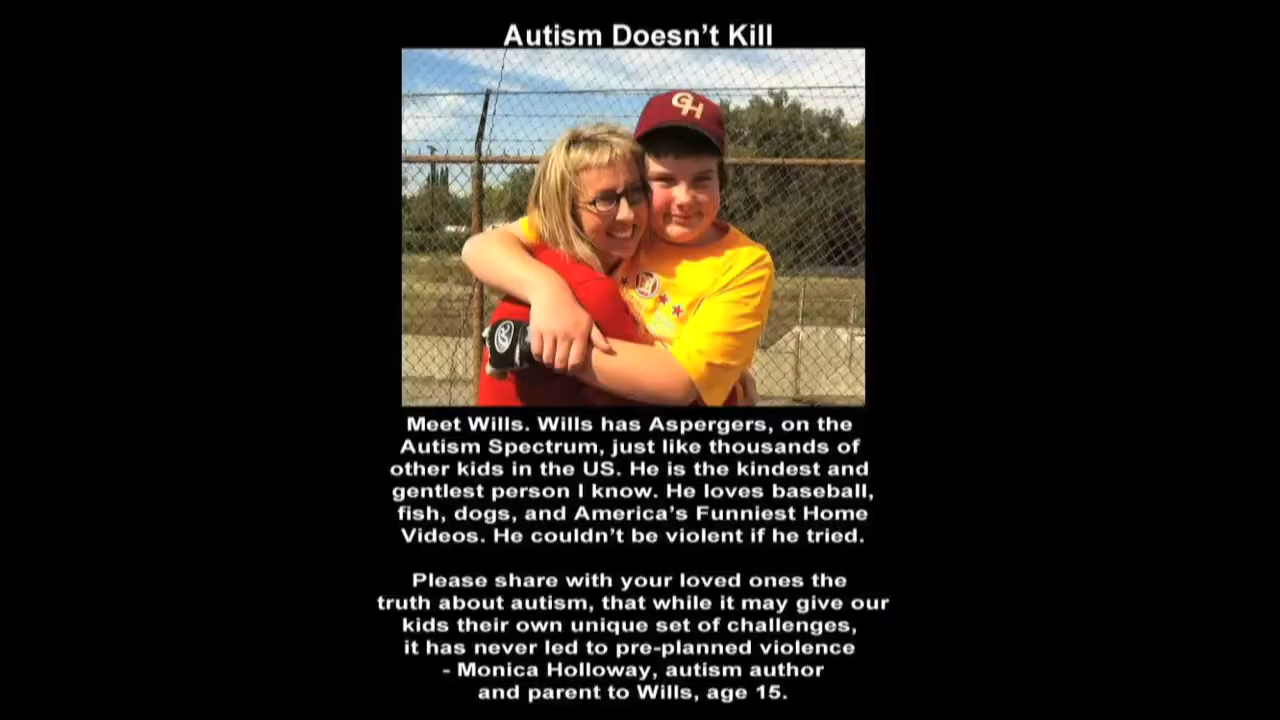 Autism Doesn't Kill
GH
R
Meet Wills. Wills has Aspergers, on the
Autism Spectrum, just like thousands of
other kids in the US. He is the kindest and
gentlest person I know. He loves baseball,
fish, dogs, and America's Funniest Home
Videos. He couldn't be violent if he tried.
Please share with your loved ones the
truth about autism, that while it may give our
kids their own unique set of challenges,
it has never led to pre-planned violence
- Monica Holloway, autism author
and parent to Wills, age 15.